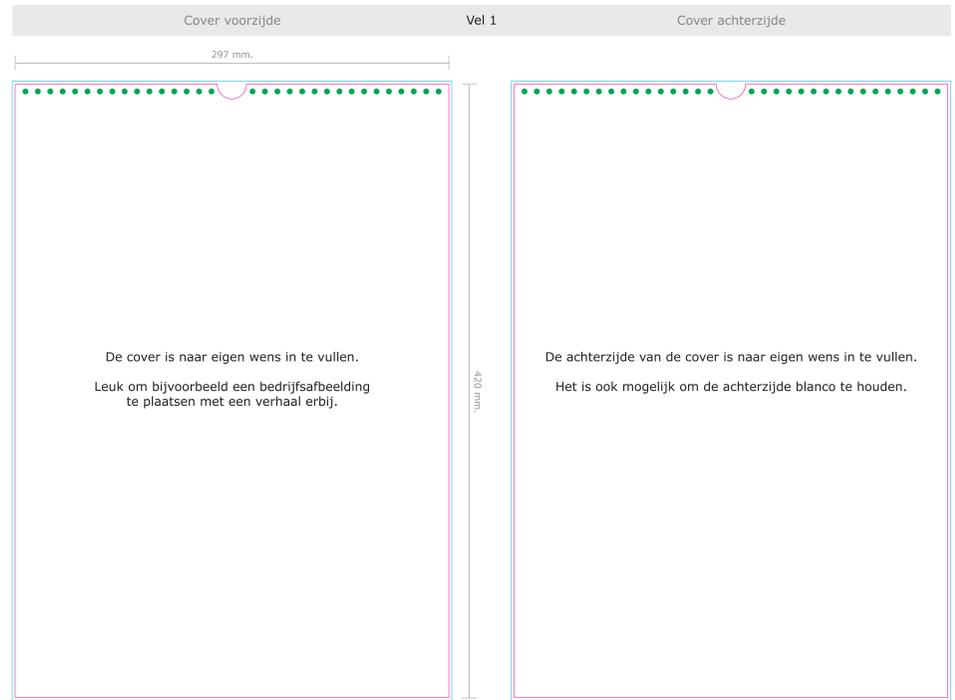 Cover voorzijde
Vel 1
Cover achterzijde
297 mm.
De cover is naar eigen wens in te vullen.
Leuk om bijvoorbeeld een bedrijfsafbeelding
te plaatsen met een verhaal erbij.
420 mm.
De achterzijde van de cover is naar eigen wens in te vullen.
Het is ook mogelijk om de achterzijde blanco te houden.